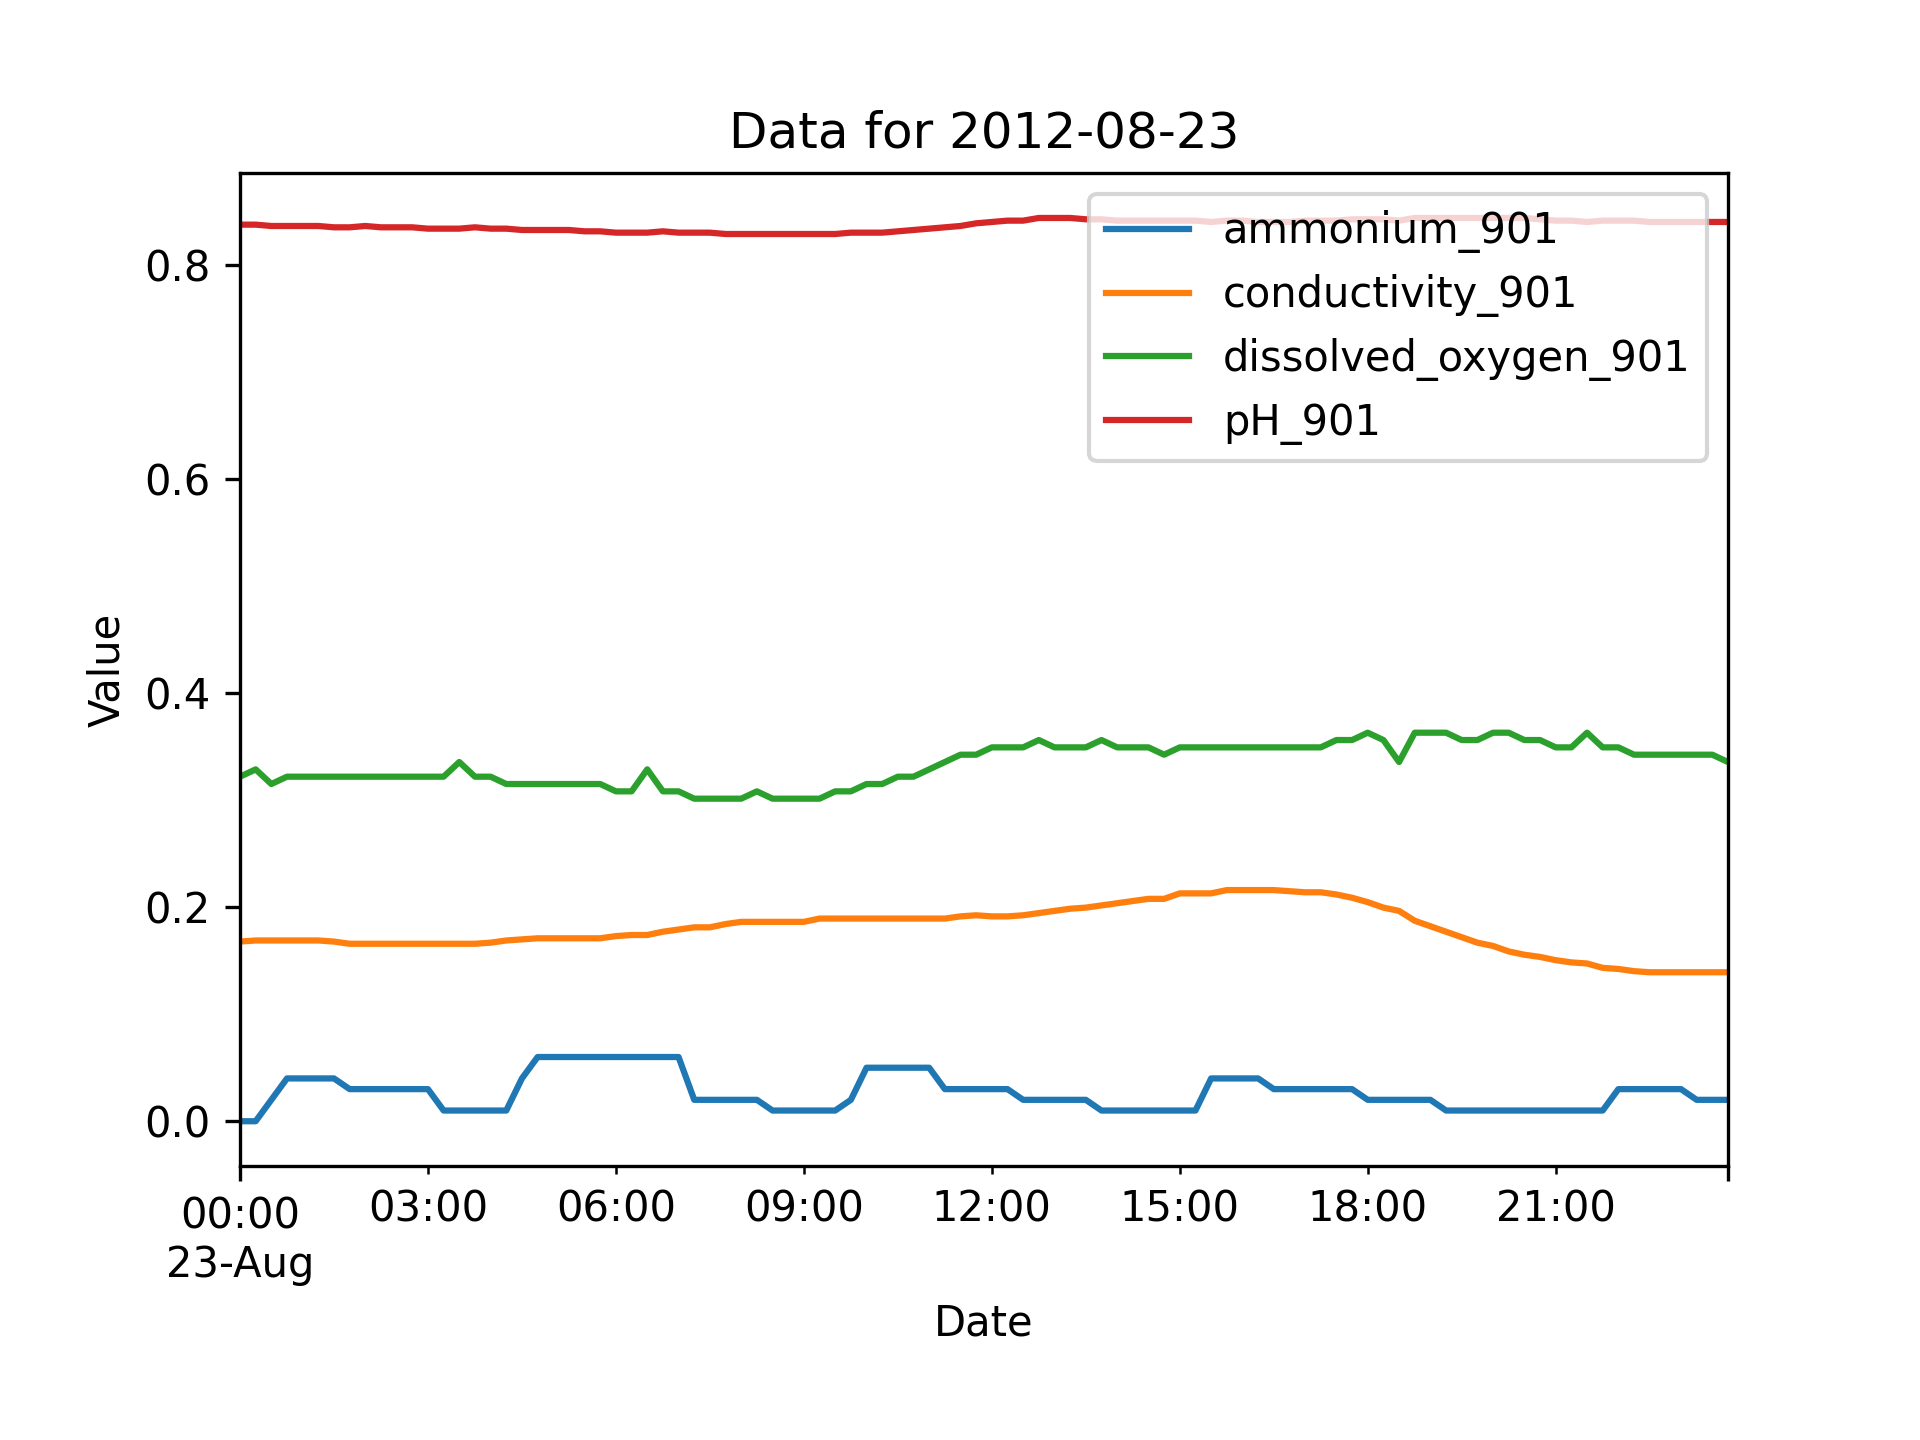 Data for 2012-08-23
ammonium_901
conductivity_901
dissolved_oxygen_901
pH_901
Value
0.8
0.6
0.4
0.2
0.0
00:00 03:00 06:00 09:00 12:00 15:00 18:00 21:00
23-Aug
Date